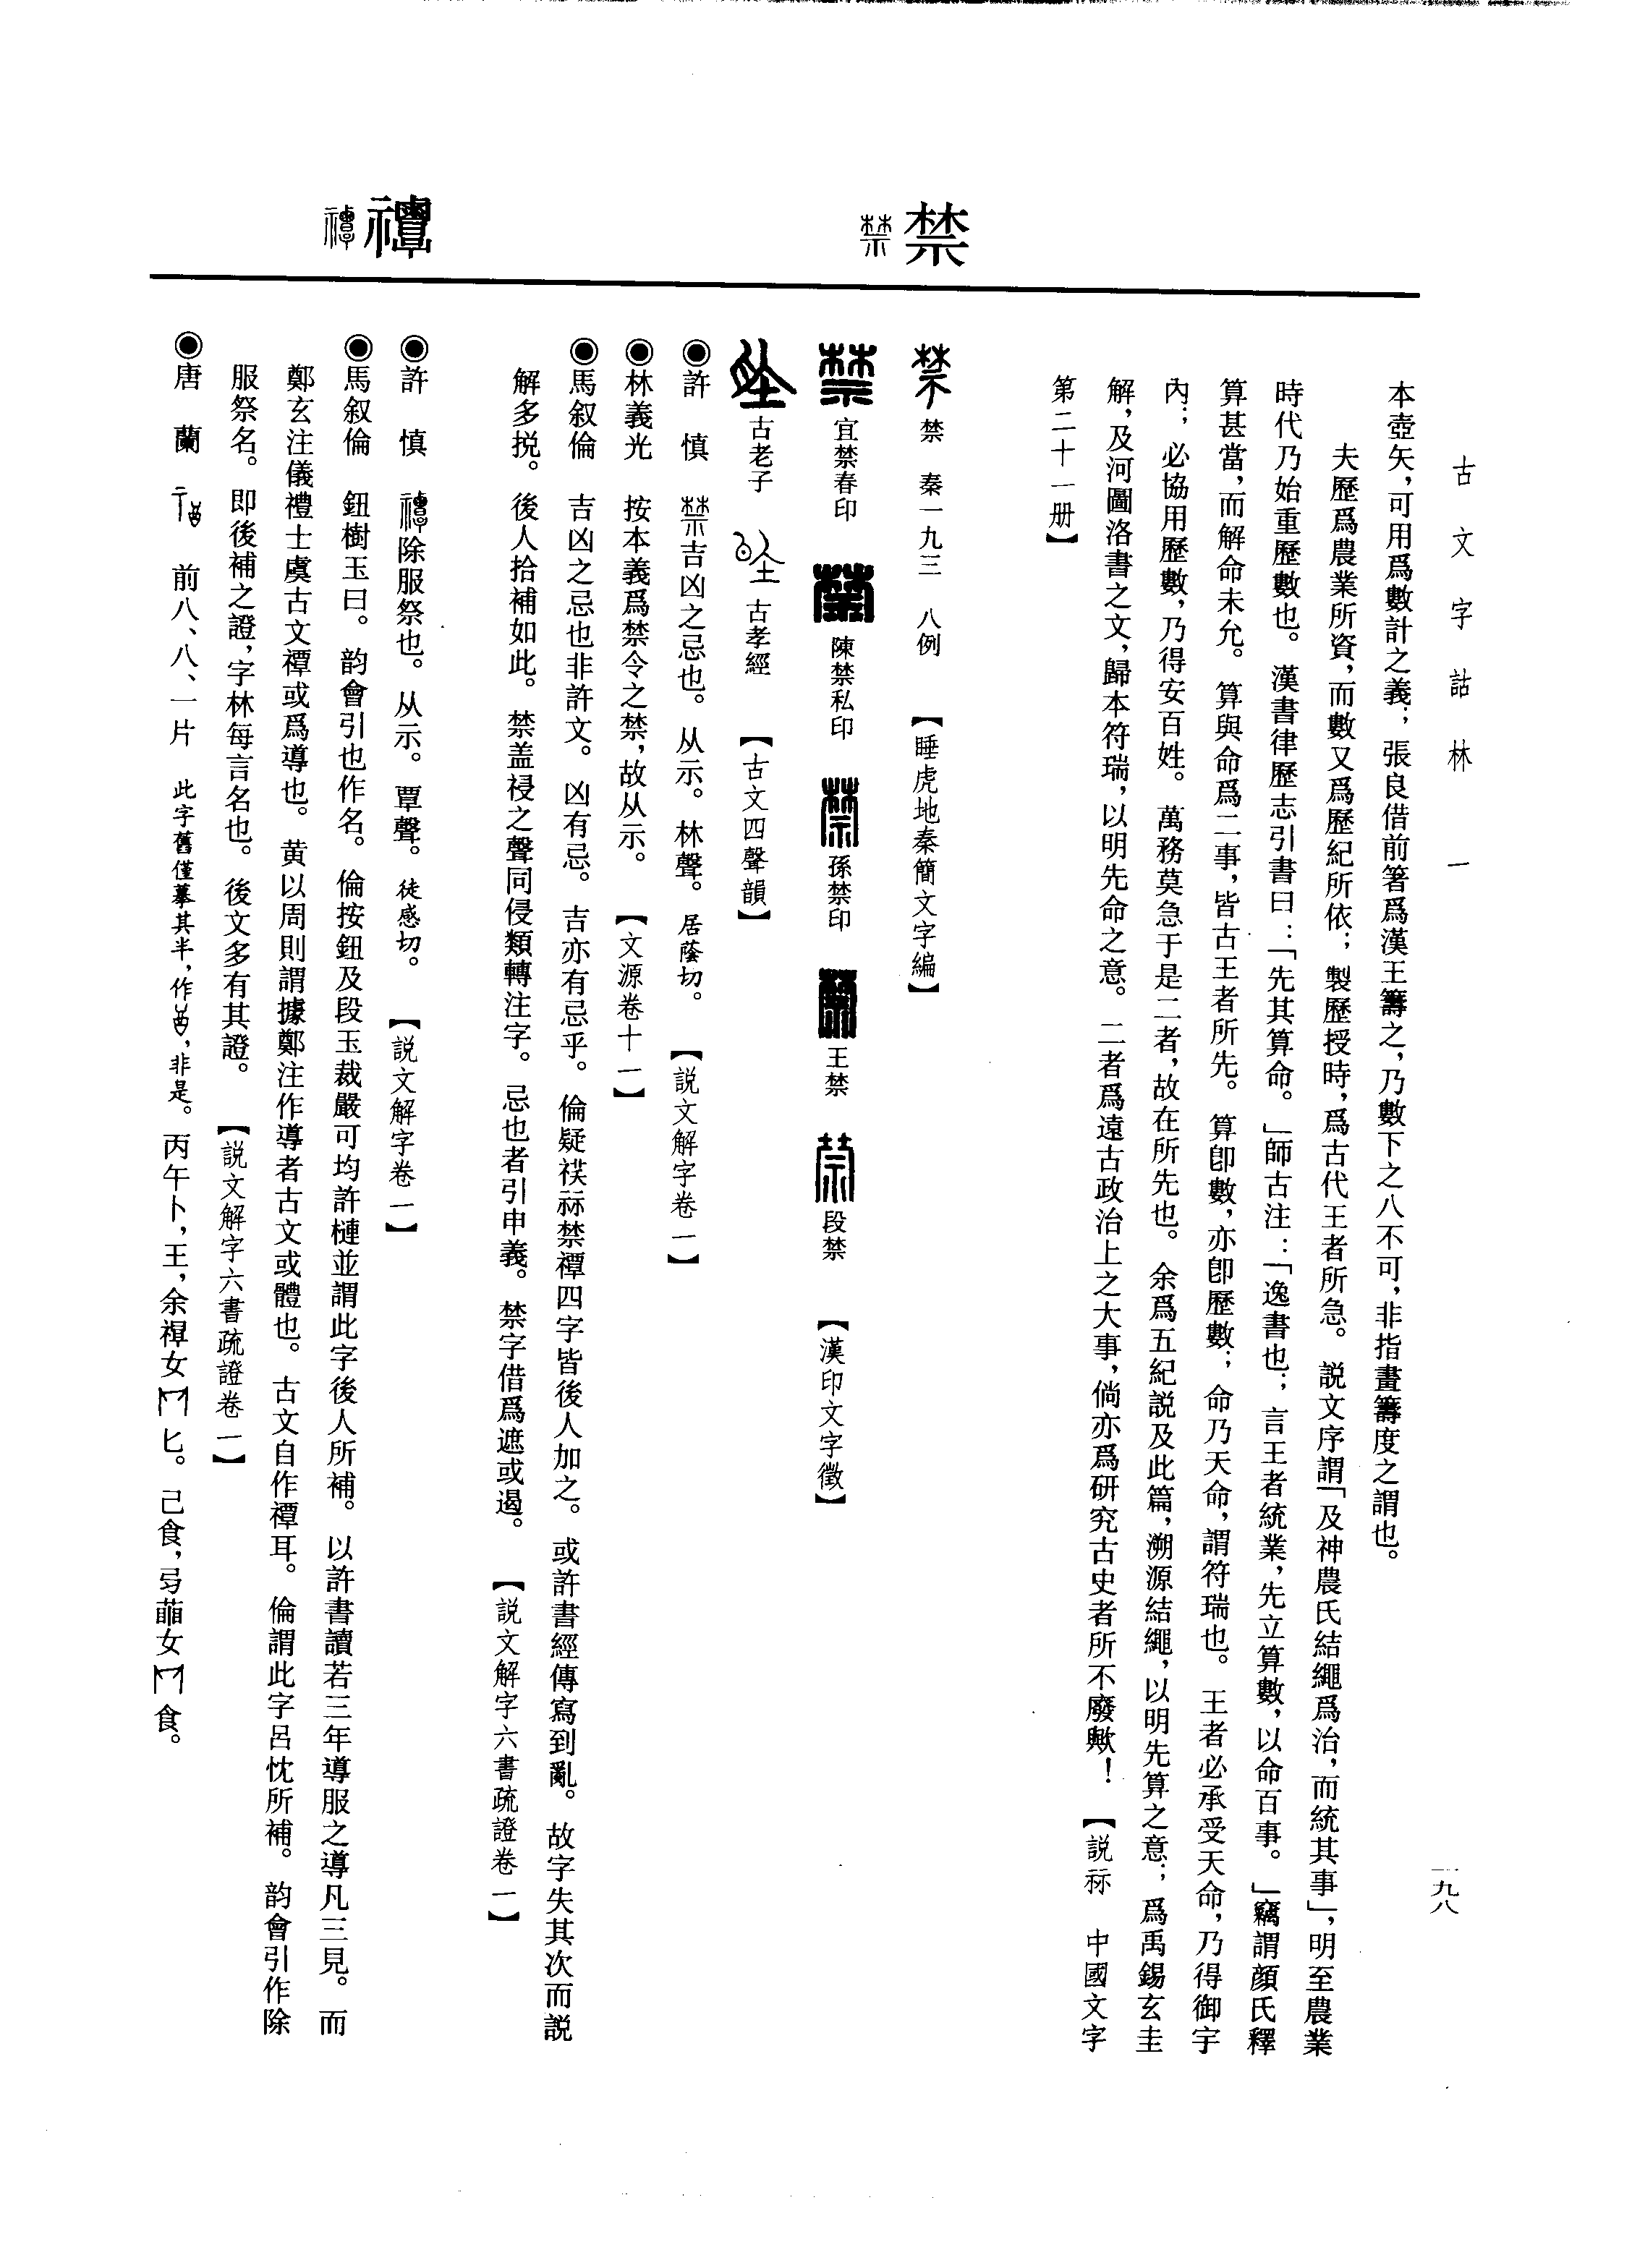 古文字詁林 一
一九八
本壺矢，可用爲數計之義；張良借前箸爲漢王籌之，乃數下之八不可，非指畫籌度之謂也。
夫歷爲農業所資，而數又爲歷紀所依；製歷授時，爲古代王者所急。説文序謂「及神農氏結繩爲治，而統其事」，明至農業
時代乃始重歷數也。漢書律歷志引書曰：「先其算命。」師古注：「逸書也；言王者統業，先立算數，以命百事。」竊謂顔氏釋
算甚當，而解命未允。算與命爲二事，皆古王者所先。算卽數，亦卽歷數；命乃天命，謂符瑞也。王者必承受天命，乃得御宇
內；必協用歷數，乃得安百姓。萬務莫急于是二者，故在所先也。余爲五紀説及此篇，溯源結繩，以明先算之意；爲禹錫玄圭
解，及河圖洛書之文，歸本符瑞，以明先命之意。二者爲遠古政治上之大事，倘亦爲研究古史者所不廢歟！【説祘 中國文字
第二十一册】
禁
禁 秦一九三 八例 【睡虎地秦簡文字編】
宜禁春印 陳禁私印 孫禁印 王禁 段禁 【漢印文字徵】
古老子 古孝經 【古文四聲韻】
◉許 慎 禁吉凶之忌也。从示。林聲。居蔭切。【説文解字卷一】
◉林義光 按本義爲禁令之禁，故从示。【文源卷十一】
◉馬叙倫 吉凶之忌也非許文。凶有忌。吉亦有忌乎。倫疑祦祘禁禫四字皆後人加之。或許書經傳寫到亂。故字失其次而説
解多挩。後人拾補如此。禁盖祲之聲同侵類轉注字。忌也者引申義。禁字借爲遮或遏。【説文解字六書疏證卷一】
禫
◉許 慎 禫除服祭也。从示。覃聲。徒感切。【説文解字卷一】
◉馬叙倫 鈕樹玉曰。韵會引也作名。倫按鈕及段玉裁嚴可均許槤並謂此字後人所補。以許書讀若三年導服之導凡三見。而
鄭玄注儀禮士虞古文禫或爲導也。黄以周則謂據鄭注作導者古文或體也。古文自作禫耳。倫謂此字呂忱所補。韵會引作除
服祭名。即後補之證，字林每言名也。後文多有其證。【説文解字六書疏證卷一】
◉唐 蘭 前八、八、一片 此字舊僅摹其半，作，非是。丙午卜，王，余禫女匕。己食，女食。